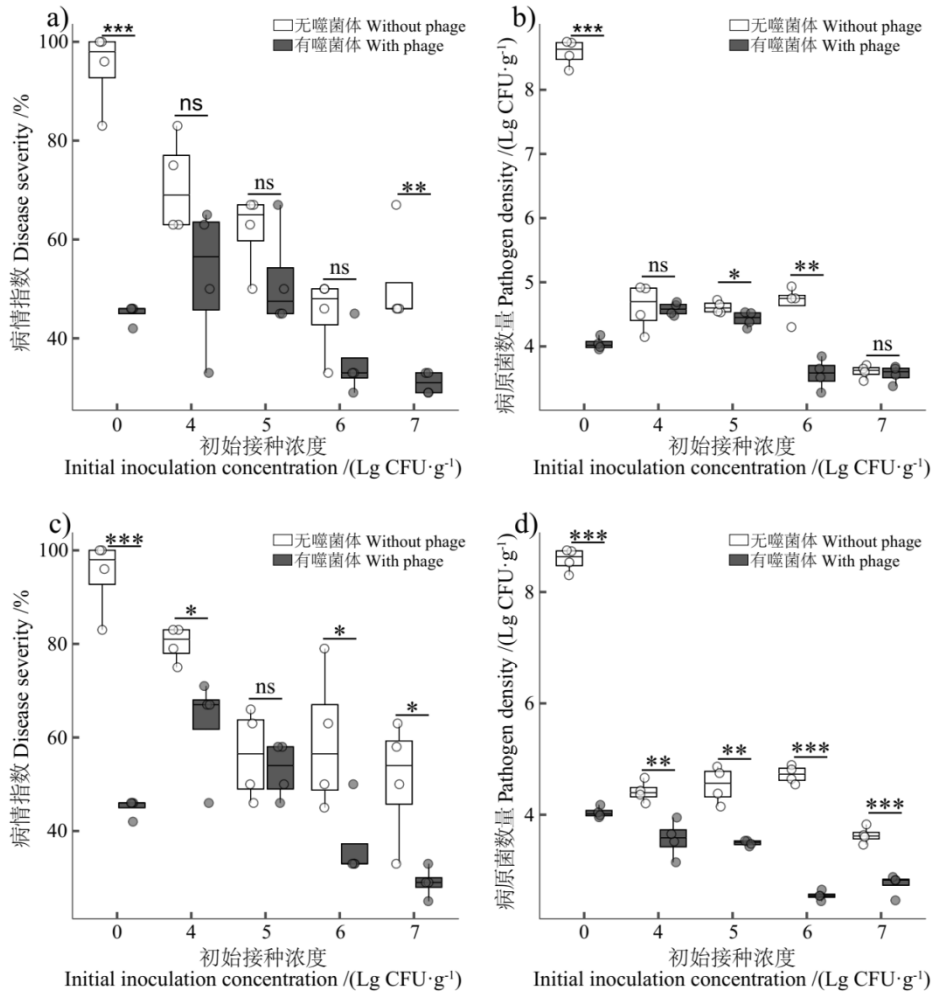 a)
无噬菌体 Without phage
有噬菌体 With phage
病情指数 Disease severity /%
100
80
60
40
***
ns
ns
ns
**
0 4 5 6 7
初始接种浓度
Initial inoculation concentration /(Lg CFU·g⁻¹)
b)
无噬菌体 Without phage
有噬菌体 With phage
病原菌数量 Pathogen density /(Lg CFU·g⁻¹)
8
7
6
5
4
***
ns
*
**
ns
0 4 5 6 7
初始接种浓度
Initial inoculation concentration /(Lg CFU·g⁻¹)
c)
无噬菌体 Without phage
有噬菌体 With phage
病情指数 Disease severity /%
100
80
60
40
***
*
ns
*
*
0 4 5 6 7
初始接种浓度
Initial inoculation concentration /(Lg CFU·g⁻¹)
d)
无噬菌体 Without phage
有噬菌体 With phage
病原菌数量 Pathogen density /(Lg CFU·g⁻¹)
8
6
4
***
**
**
***
***
0 4 5 6 7
初始接种浓度
Initial inoculation concentration /(Lg CFU·g⁻¹)